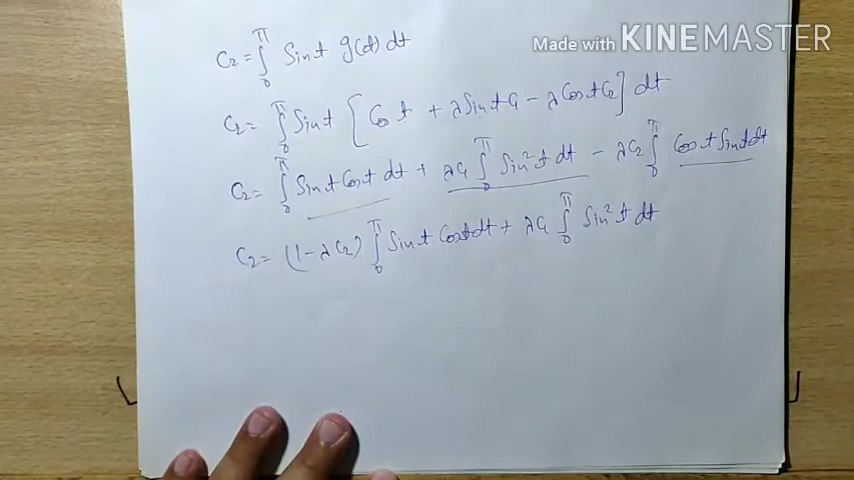 Made with KINEMASTER
C₂ = ∫₀^π Sin t g(t) dt
C₂ = ∫₀^π Sin t [Cos t + λ Sin t C₁ − λ Cos t C₂] dt
C₂ = ∫₀^π Sin t Cos t dt + λC₁ ∫₀^π Sin² t dt − λC₂ ∫₀^π Cos t Sin t dt
C₂ = (1 − λC₂) ∫₀^π Sin t Cos t dt + λC₁ ∫₀^π Sin² t dt